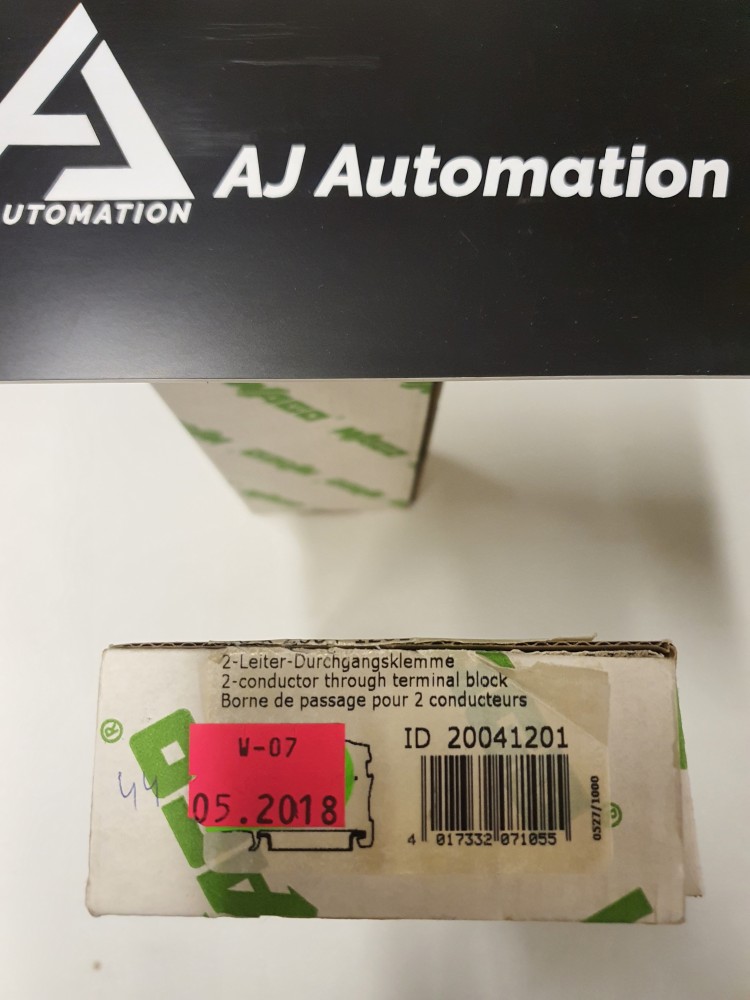 UTOMATION
AJ Automation
2-Leiter-Durchgangsklemme
2-conductor through terminal block
Borne de passage pour 2 conducteurs
W-07
05.2018
ID 20041201
4 017332 071055
0527/1000
44
®